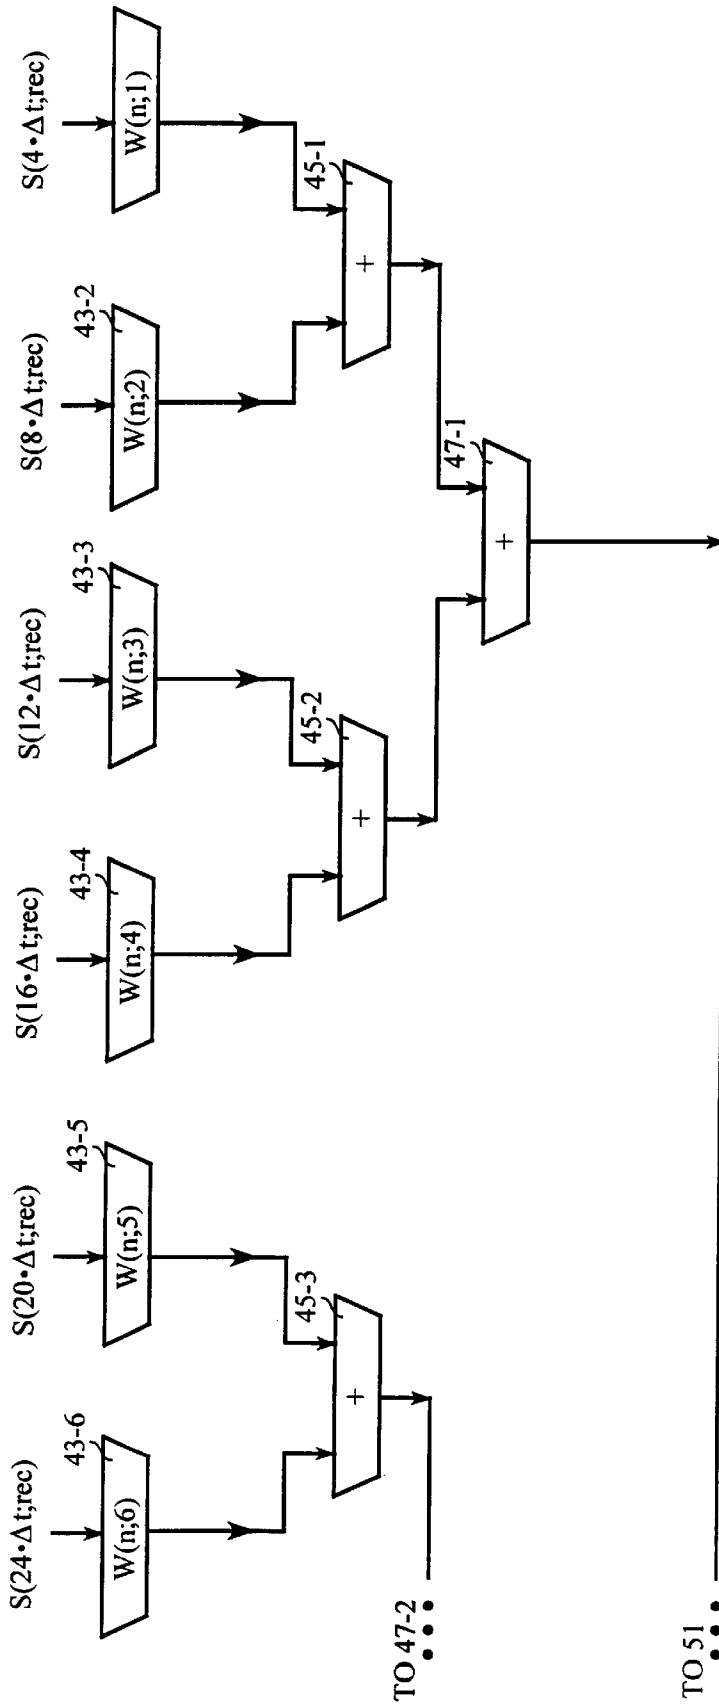 S(24•Δt;rec)
S(20•Δt;rec)
S(16•Δt;rec)
S(12•Δt;rec)
S(8•Δt;rec)
S(4•Δt;rec)
43-6
43-5
43-4
43-3
43-2
W(n;6)
W(n;5)
W(n;4)
W(n;3)
W(n;2)
W(n;1)
45-3
45-2
45-1
+
+
+
TO 47-2
47-1
+
TO 51